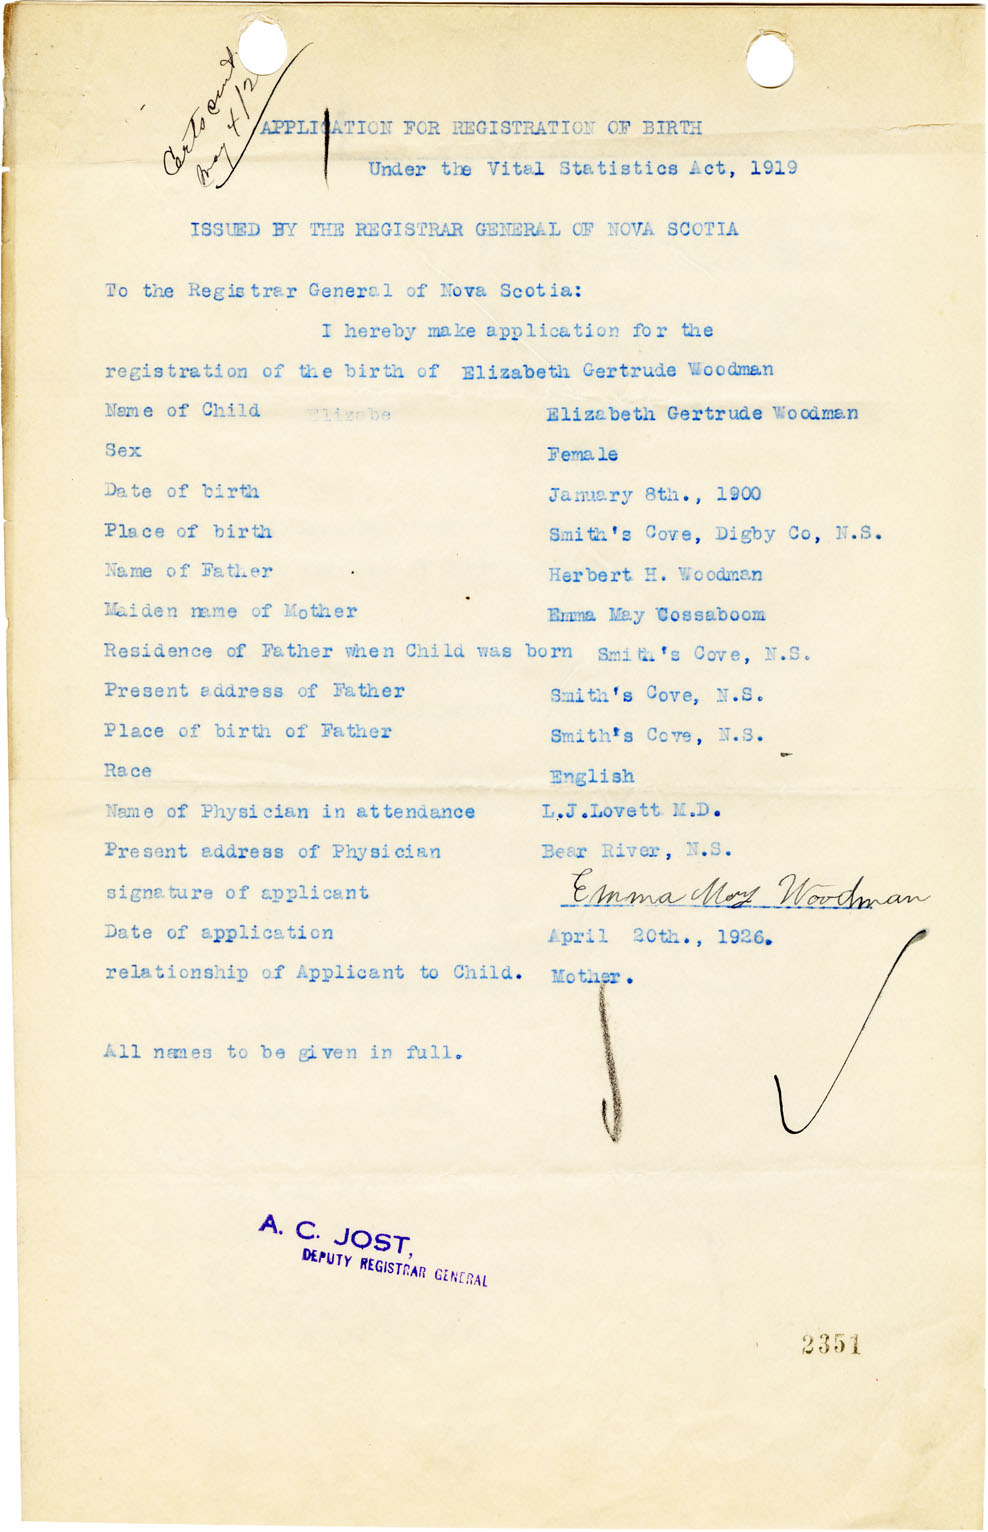 Certs sent
May 4/2
APPLICATION FOR REGISTRATION OF BIRTH
Under the Vital Statistics Act, 1919
ISSUED BY THE REGISTRAR GENERAL OF NOVA SCOTIA
To the Registrar General of Nova Scotia:
I hereby make application for the
registration of the birth of Elizabeth Gertrude Woodman
Name of Child Elizabe Elizabeth Gertrude Woodman
Sex Female
Date of birth January 8th., 1900
Place of birth Smith's Cove, Digby Co, N.S.
Name of Father Herbert H. Woodman
Maiden name of Mother Emma May Cossaboom
Residence of Father when Child was born Smith's Cove, N.S.
Present address of Father Smith's Cove, N.S.
Place of birth of Father Smith's Cove, N.S.
Race English
Name of Physician in attendance L.J.Lovett M.D.
Present address of Physician Bear River, N.S.
signature of applicant Emma May Woodman
Date of application April 20th., 1926.
relationship of Applicant to Child. Mother.
All names to be given in full.
A. C. JOST,
DEPUTY REGISTRAR GENERAL
2351